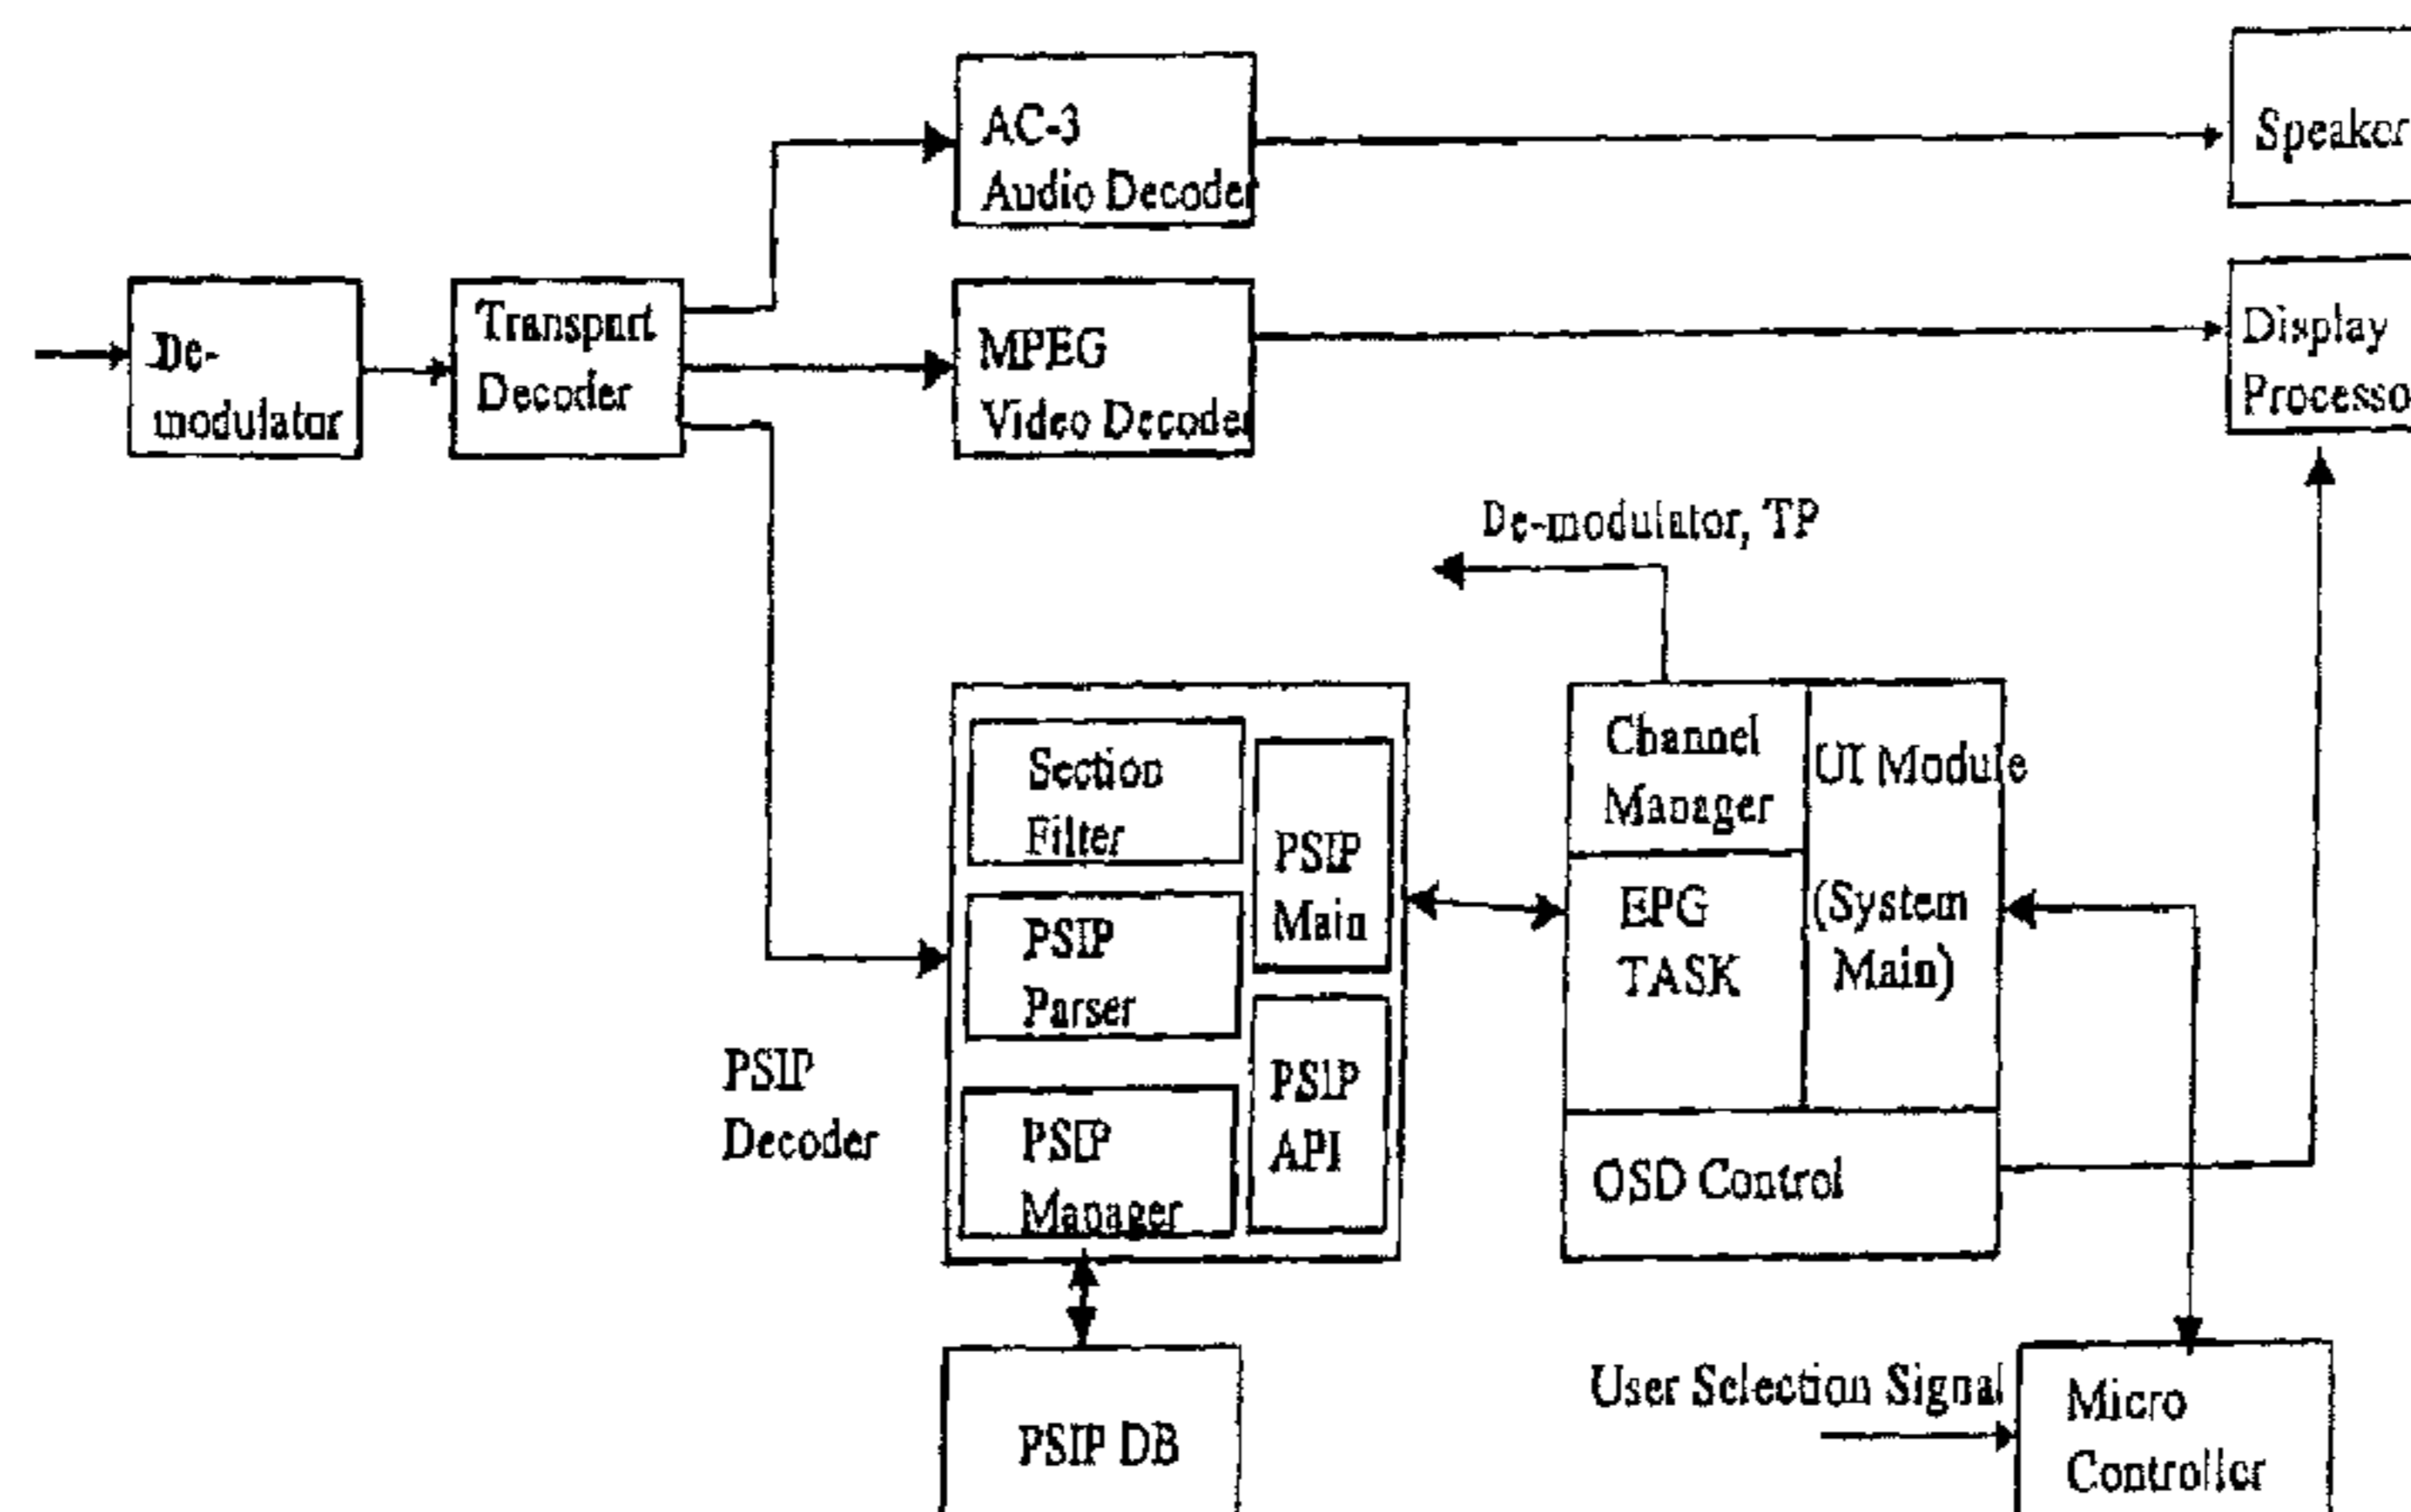 AC-3
Audio Decoder
Speaker
De-
modulator
Transport
Decoder
MPEG
Video Decoder
Display
Processo
De-modulator, TP
Section
Filter
PSIP
Main
PSIP
Parser
PSIP
API
PSIP
Manager
PSIP
Decoder
Channel
Manager
UI Module
(System
Main)
EPG
TASK
OSD Control
PSIP DB
User Selection Signal
Micro
Controller